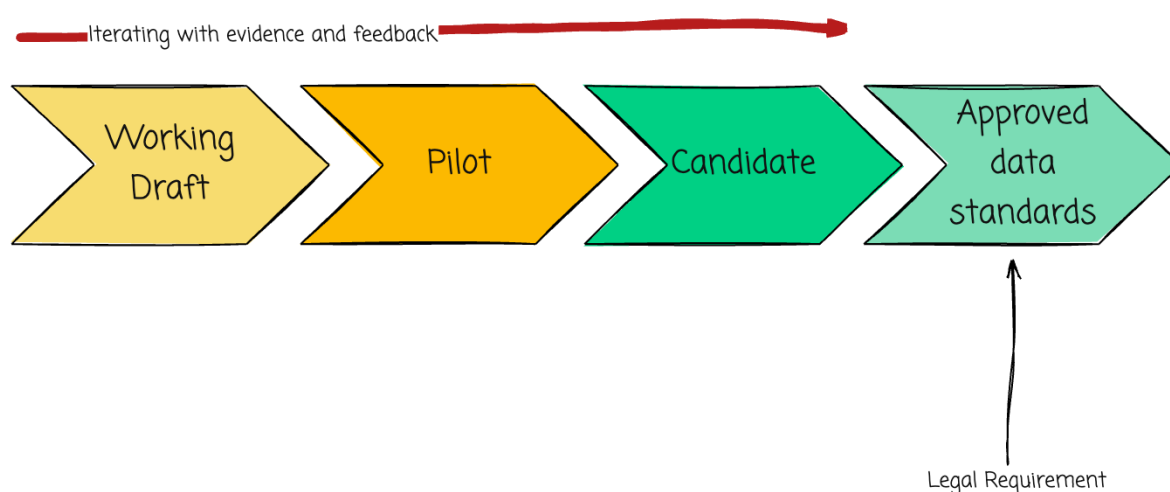 Iterating with evidence and feedback
Working
Draft
Pilot
Candidate
Approved
data
standards
Legal Requirement